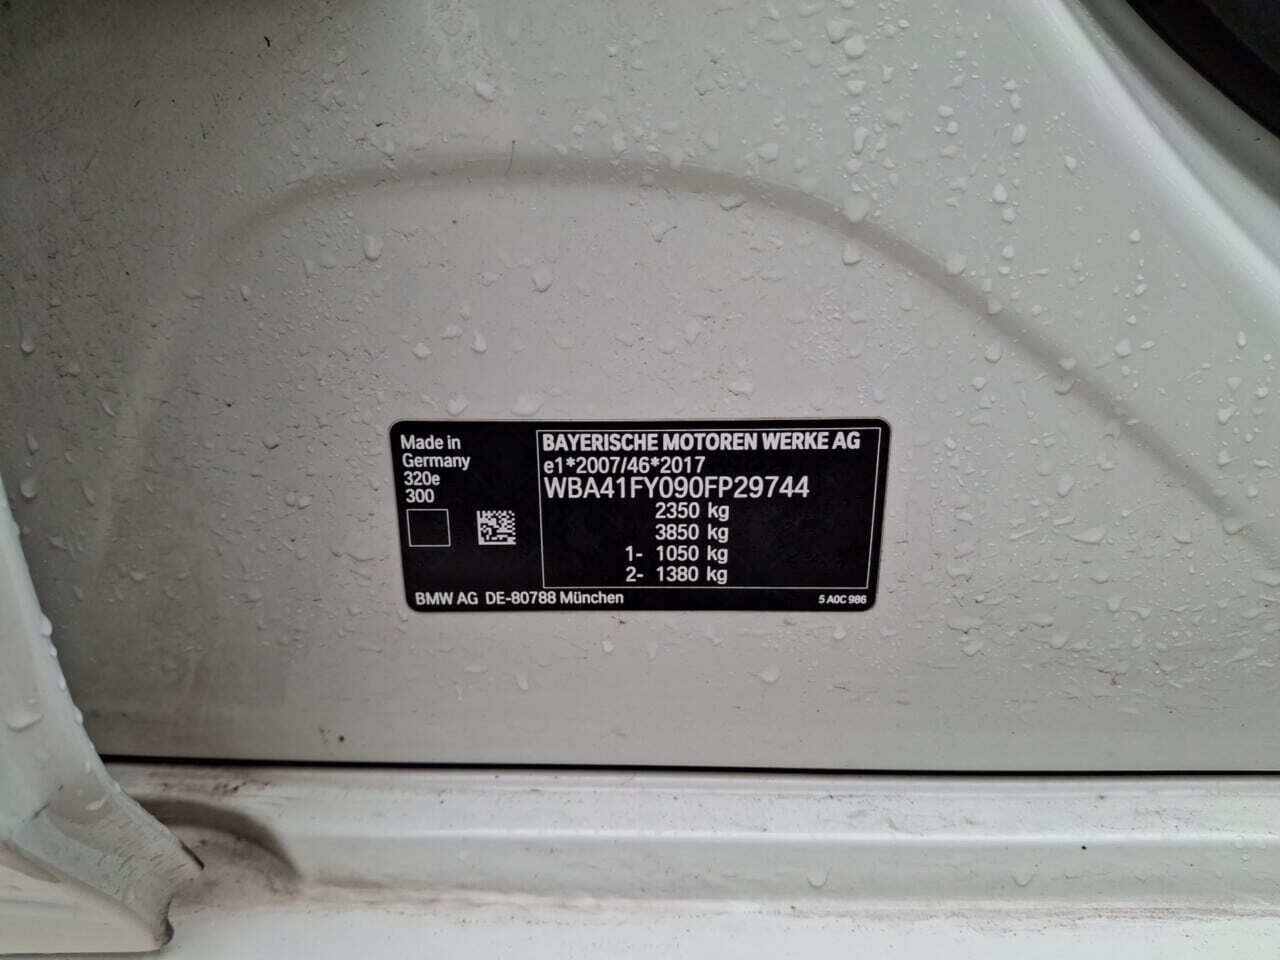 Made in
Germany
320e
300
BAYERISCHE MOTOREN WERKE AG
e1*2007/46*2017
WBA41FY090FP29744
2350 kg
3850 kg
1- 1050 kg
2- 1380 kg
BMW AG DE-80788 München
5 A0C 986